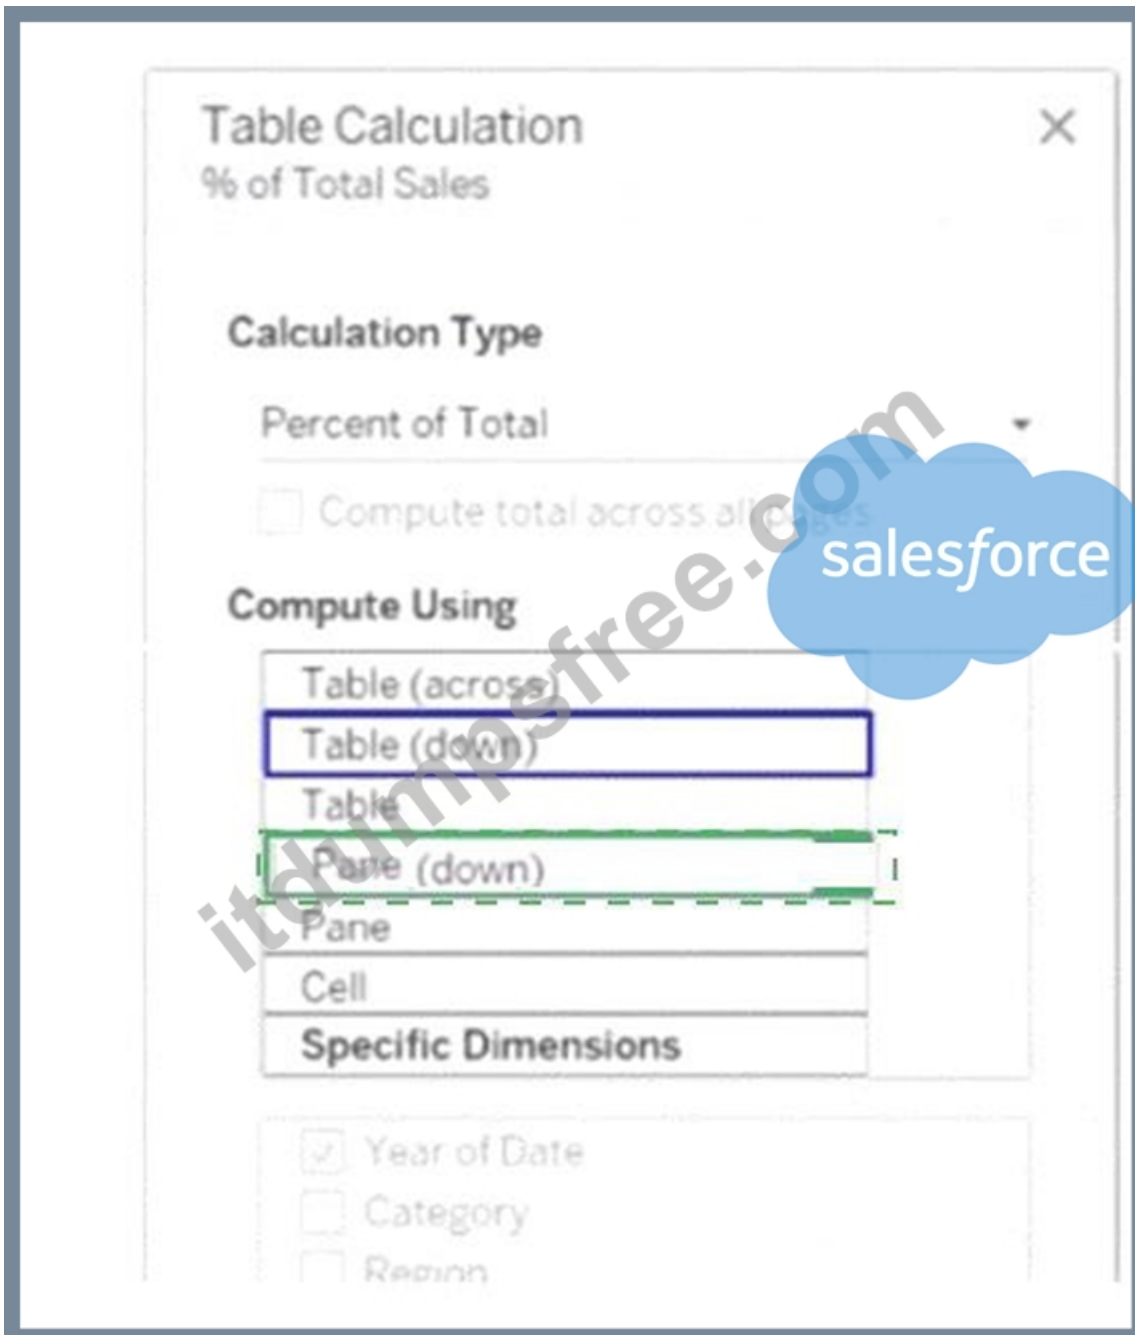 Table Calculation
% of Total Sales
Calculation Type
Percent of Total
Compute total across all pages
salesforce
Compute Using
Table (across)
Table (down)
Table
Pane (down)
Pane
Cell
Specific Dimensions
Year of Date
Category
Region
itdumpsfree.com